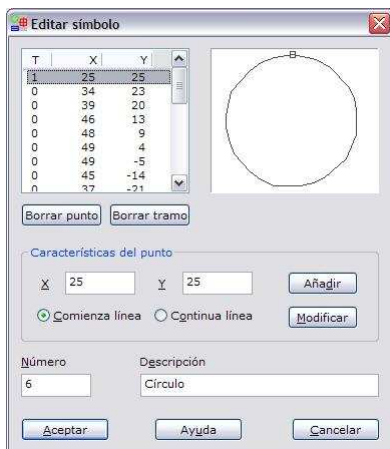 Editar símbolo
T X Y
1 25 25
0 34 23
0 39 20
0 46 13
0 48 9
0 49 4
0 49 -5
0 45 -14
0 37 -21
Borrar punto Borrar tramo
Características del punto
X 25 Y 25 Añadir
Comienza línea Continua línea Modificar
Número Descripción
6 Círculo
Aceptar Ayuda Cancelar